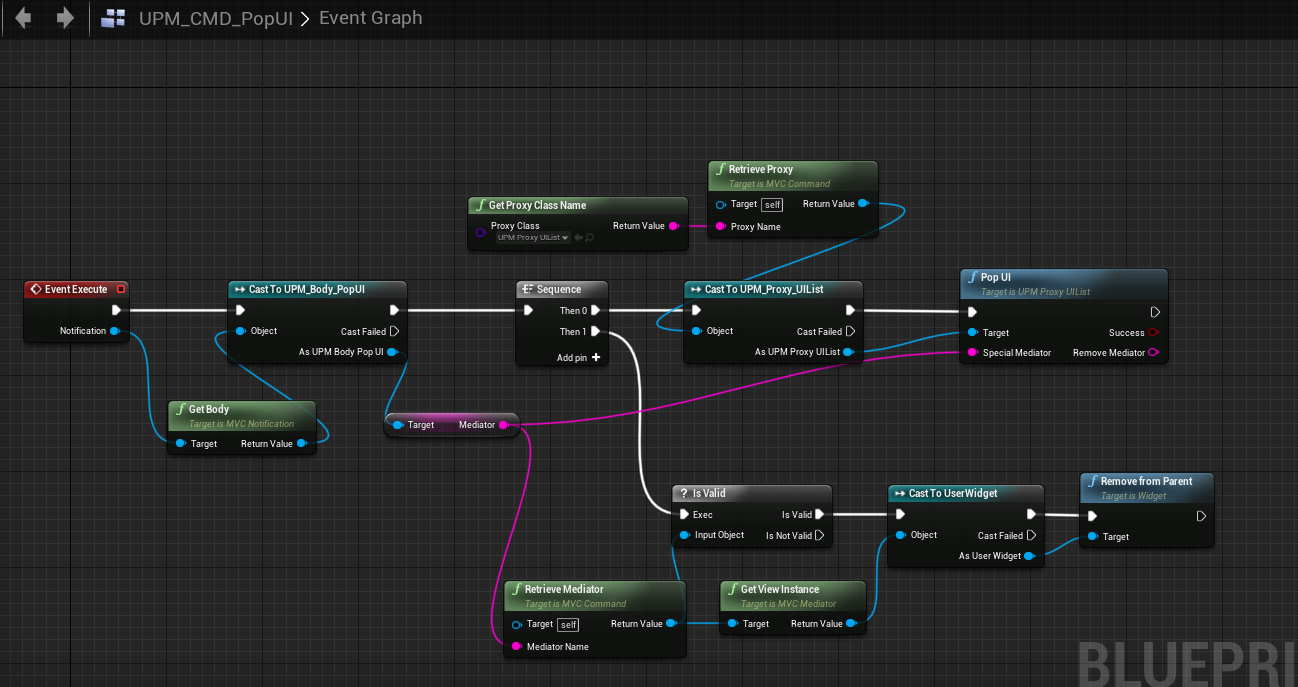 UPM_CMD_PopUI > Event Graph
Retrieve Proxy
Target is MVC Command
Target self Return Value
Proxy Name
Get Proxy Class Name
Proxy Class Return Value
UPM Proxy UIList
Event Execute
Notification
Cast To UPM_Body_PopUI
Object Cast Failed
As UPM Body Pop UI
Sequence
Then 0
Then 1
Add pin +
Cast To UPM_Proxy_UIList
Object Cast Failed
As UPM Proxy UIList
Pop UI
Target is UPM Proxy UIList
Target Success
Special Mediator Remove Mediator
Get Body
Target is MVC Notification
Target Return Value
Target Mediator
? Is Valid
Exec Is Valid
Input Object Is Not Valid
Cast To UserWidget
Object Cast Failed
As User Widget
Remove from Parent
Target is Widget
Target
Retrieve Mediator
Target is MVC Command
Target self Return Value
Mediator Name
Get View Instance
Target is MVC Mediator
Target Return Value
BLUEPRI